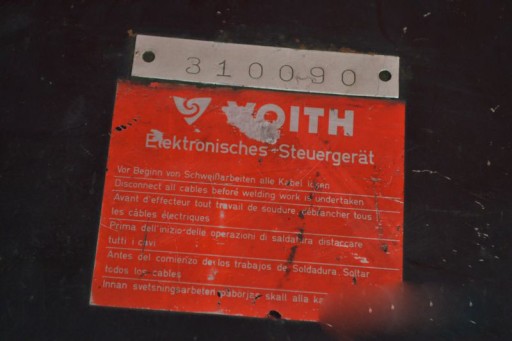 310090
VOITH
Elektronisches-Steuergerät
Vor Beginn von Schweißarbeiten alle Kabel lösen
Disconnect all cables before welding work is undertaken
Avant d'effecteur tout travail de soudure, débrancher tous
les câbles électriques
Prima dell'inizio delle operazioni di saldatura distaccare
tutti i cavi
Antes del comierizo de los trabajos de Soldadura Soltar
todos los cables
Innan svetsningsarbeten påbörjas skall alla